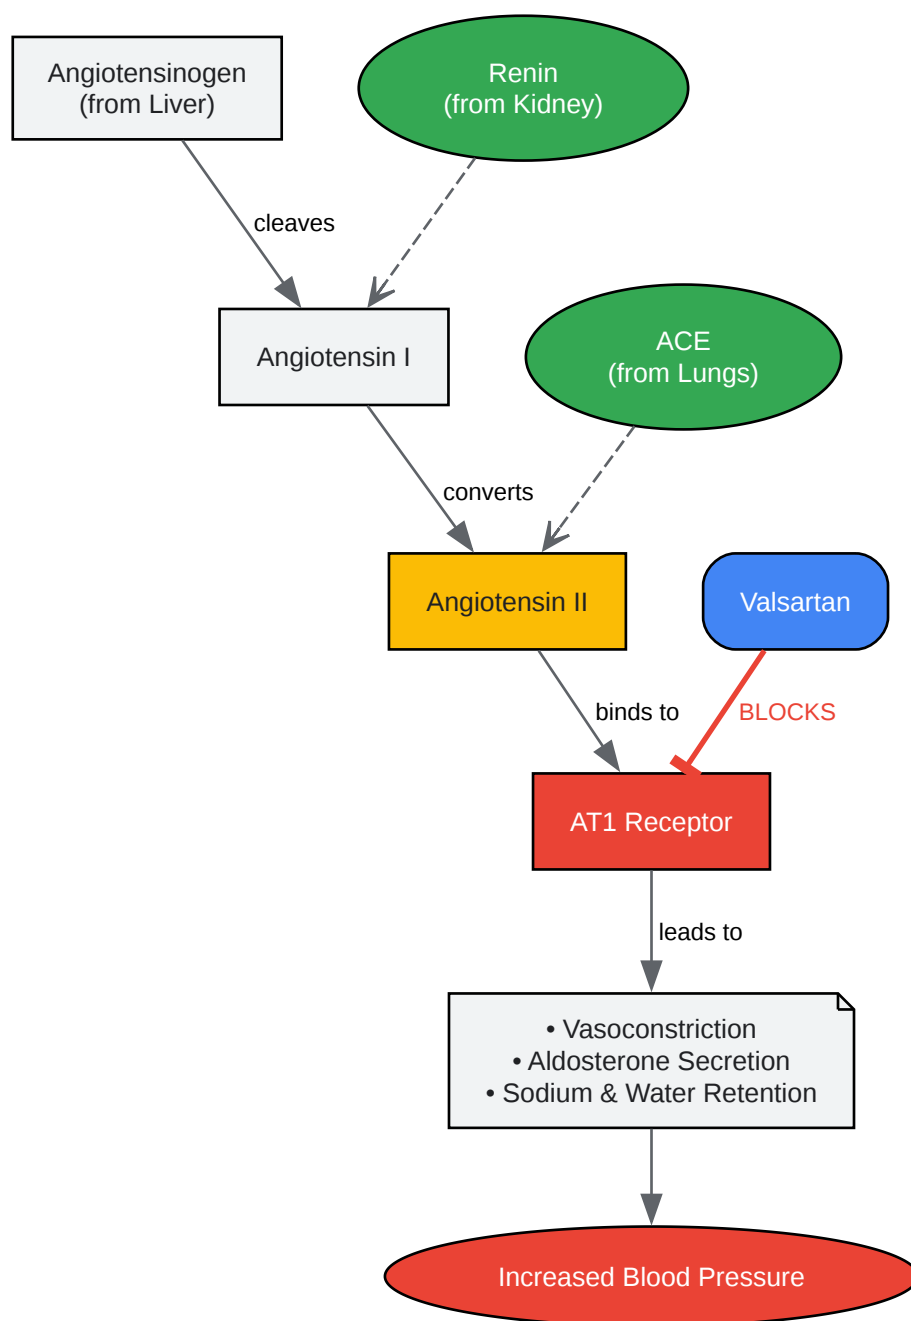 Angiotensinogen
(from Liver)
Renin
(from Kidney)
cleaves
Angiotensin I
ACE
(from Lungs)
converts
Angiotensin II
Valsartan
binds to
BLOCKS
AT1 Receptor
leads to
• Vasoconstriction
• Aldosterone Secretion
• Sodium & Water Retention
Increased Blood Pressure